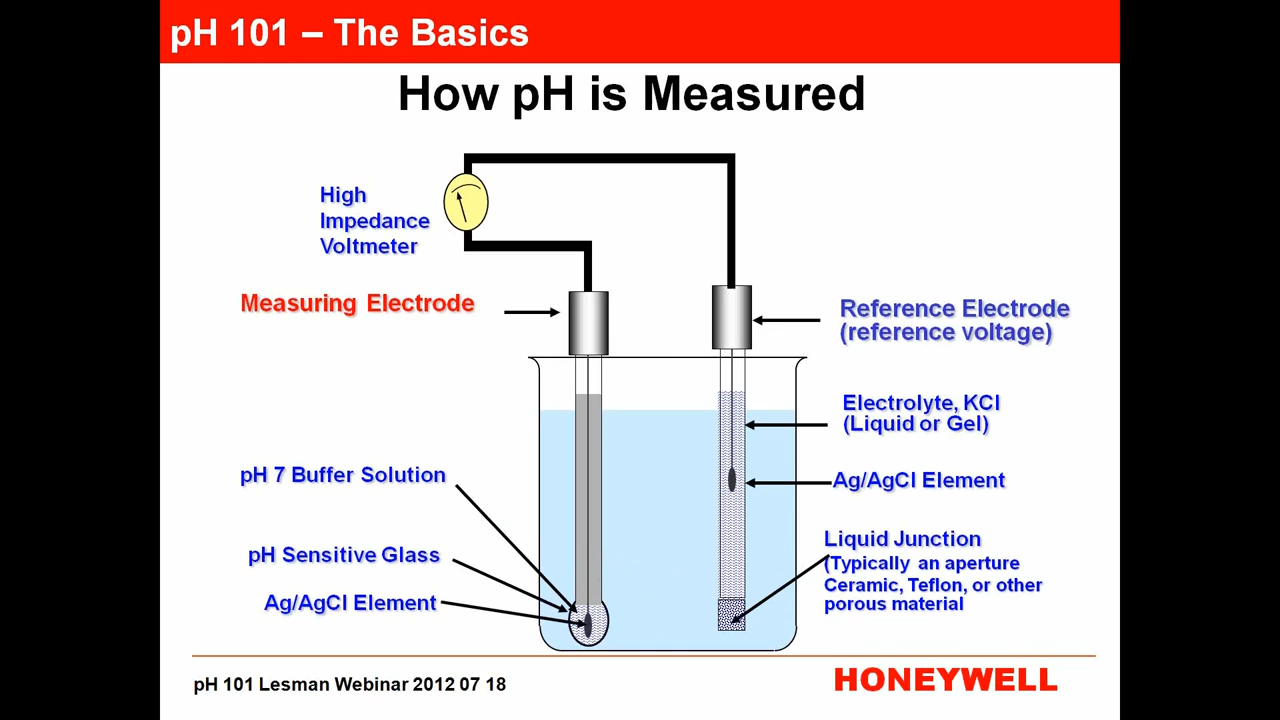 pH 101 – The Basics
How pH is Measured
High
Impedance
Voltmeter
Measuring Electrode
Reference Electrode
(reference voltage)
Electrolyte, KCl
(Liquid or Gel)
pH 7 Buffer Solution
Ag/AgCl Element
Liquid Junction
(Typically an aperture
Ceramic, Teflon, or other
porous material
pH Sensitive Glass
Ag/AgCl Element
pH 101 Lesman Webinar 2012 07 18
HONEYWELL